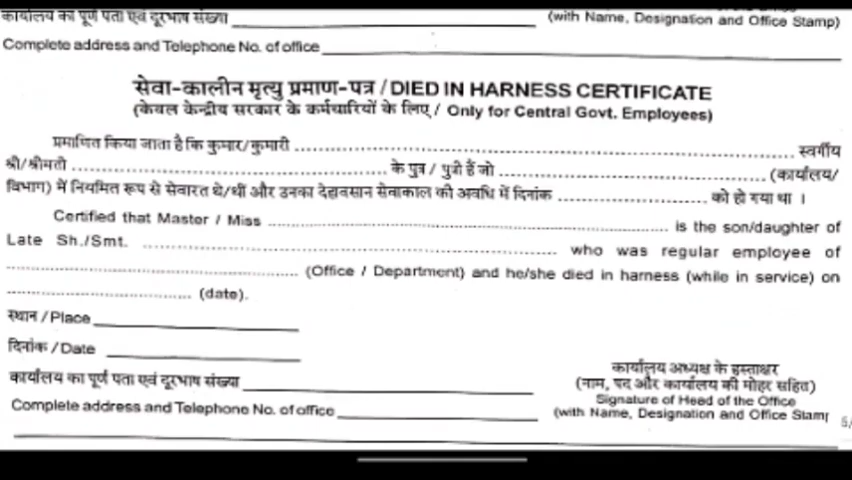 कार्यालय का पूर्ण पता एवं दूरभाष संख्या
(with Name, Designation and Office Stamp)
Complete address and Telephone No. of office
सेवा-कालीन मृत्यु प्रमाण-पत्र / DIED IN HARNESS CERTIFICATE
(केवल केन्द्रीय सरकार के कर्मचारियों के लिए / Only for Central Govt. Employees)
प्रमाणित किया जाता है कि कुमार/कुमारी ........................ स्वर्गीय
श्री/श्रीमती ........................ के पुत्र / पुत्री हैं जो ........................ (कार्यालय/
विभाग) में नियमित रूप से सेवारत थे/थीं और उनका देहावसान सेवाकाल की अवधि में दिनांक ........................ को हो गया था ।
Certified that Master / Miss ........................ is the son/daughter of
Late Sh./Smt. ........................ who was regular employee of
........................ (Office / Department) and he/she died in harness (while in service) on
........................ (date).
स्थान / Place
दिनांक / Date
कार्यालय का पूर्ण पता एवं दूरभाष संख्या
Complete address and Telephone No. of office
कार्यालय अध्यक्ष के हस्ताक्षर
(नाम, पद और कार्यालय की मोहर सहित)
Signature of Head of the Office
(with Name, Designation and Office Stamp